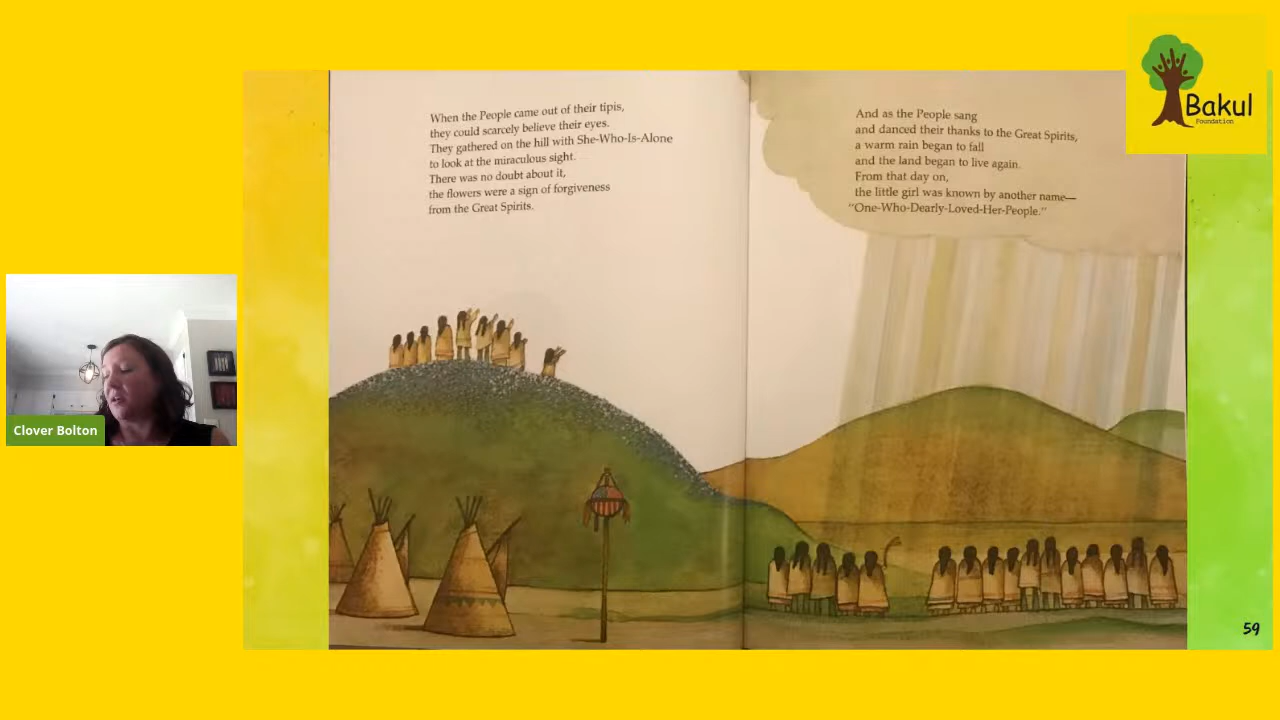 When the People came out of their tipis,
they could scarcely believe their eyes.
They gathered on the hill with She-Who-Is-Alone
to look at the miraculous sight.
There was no doubt about it,
the flowers were a sign of forgiveness
from the Great Spirits.
And as the People sang
and danced their thanks to the Great Spirits,
a warm rain began to fall
and the land began to live again.
From that day on,
the little girl was known by another name—
"One-Who-Dearly-Loved-Her-People."
Bakul
Foundation
Clover Bolton
59